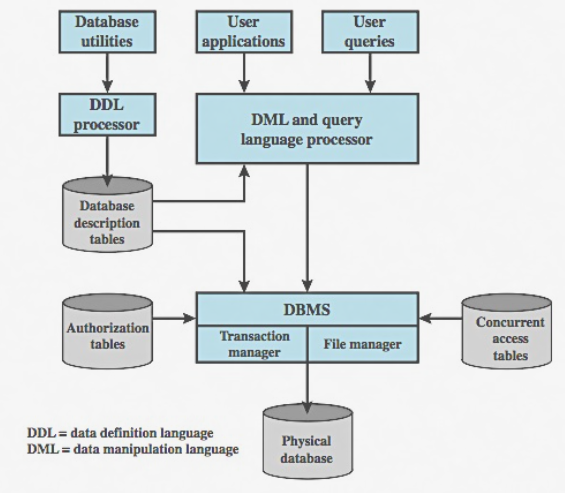 Database
utilities
User
applications
User
queries
DDL
processor
DML and query
language processor
Database
description
tables
DBMS
Transaction
manager
File manager
Authorization
tables
Concurrent
access
tables
Physical
database
DDL = data definition language
DML = data manipulation language